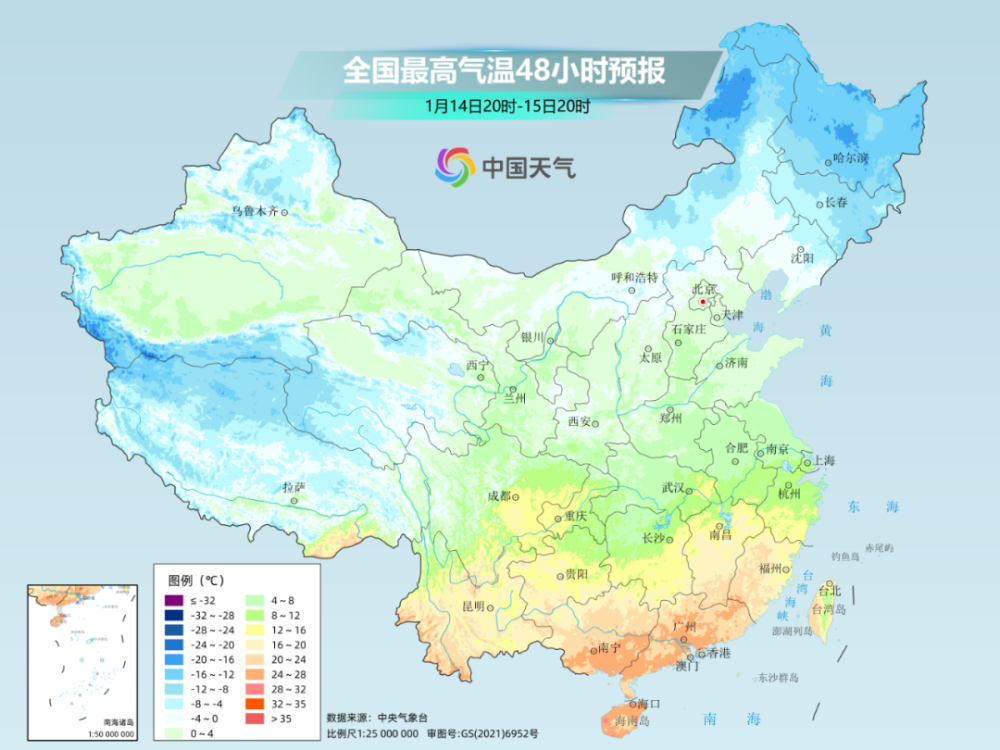 全国最高气温48小时预报
1月14日20时-15日20时
中国天气
哈尔滨
长春
乌鲁木齐
沈阳
呼和浩特
北京
渤
天津
海
黄
银川
石家庄
太原
西宁
济南
海
兰州
西安
郑州
合肥
南京
上海
拉萨
成都
武汉
杭州
重庆
东 海
长沙
南昌
钓鱼岛
赤尾屿
贵阳
福州
台
湾
海
峡
台北
台湾岛
昆明
广州
澎湖列岛
南宁
香港
澳门
东沙群岛
海口
海南岛
南 海
图例（℃）
≤ -32
-32 ~ -28
-28 ~ -24
-24 ~ -20
-20 ~ -16
-16 ~ -12
-12 ~ -8
-8 ~ -4
-4 ~ 0
0 ~ 4
4 ~ 8
8 ~ 12
12 ~ 16
16 ~ 20
20 ~ 24
24 ~ 28
28 ~ 32
32 ~ 35
> 35
南海诸岛
1:50 000 000
数据来源：中央气象台
比例尺1:25 000 000 审图号:GS(2021)6952号